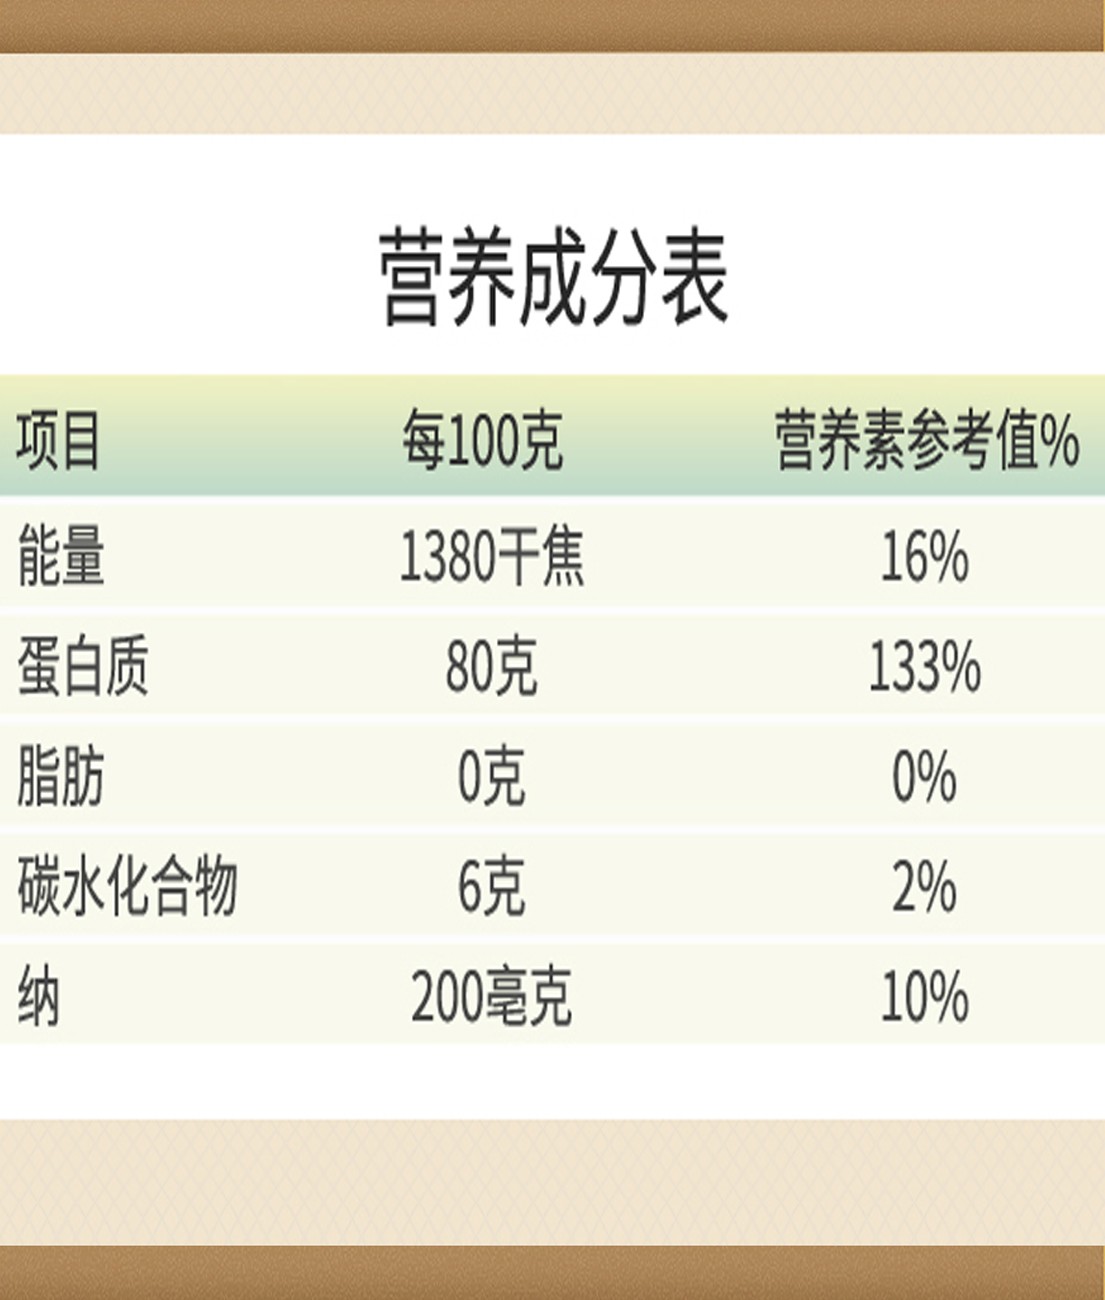 营养成分表
项目 每100克 营养素参考值%
能量 1380干焦 16%
蛋白质 80克 133%
脂肪 0克 0%
碳水化合物 6克 2%
纳 200毫克 10%